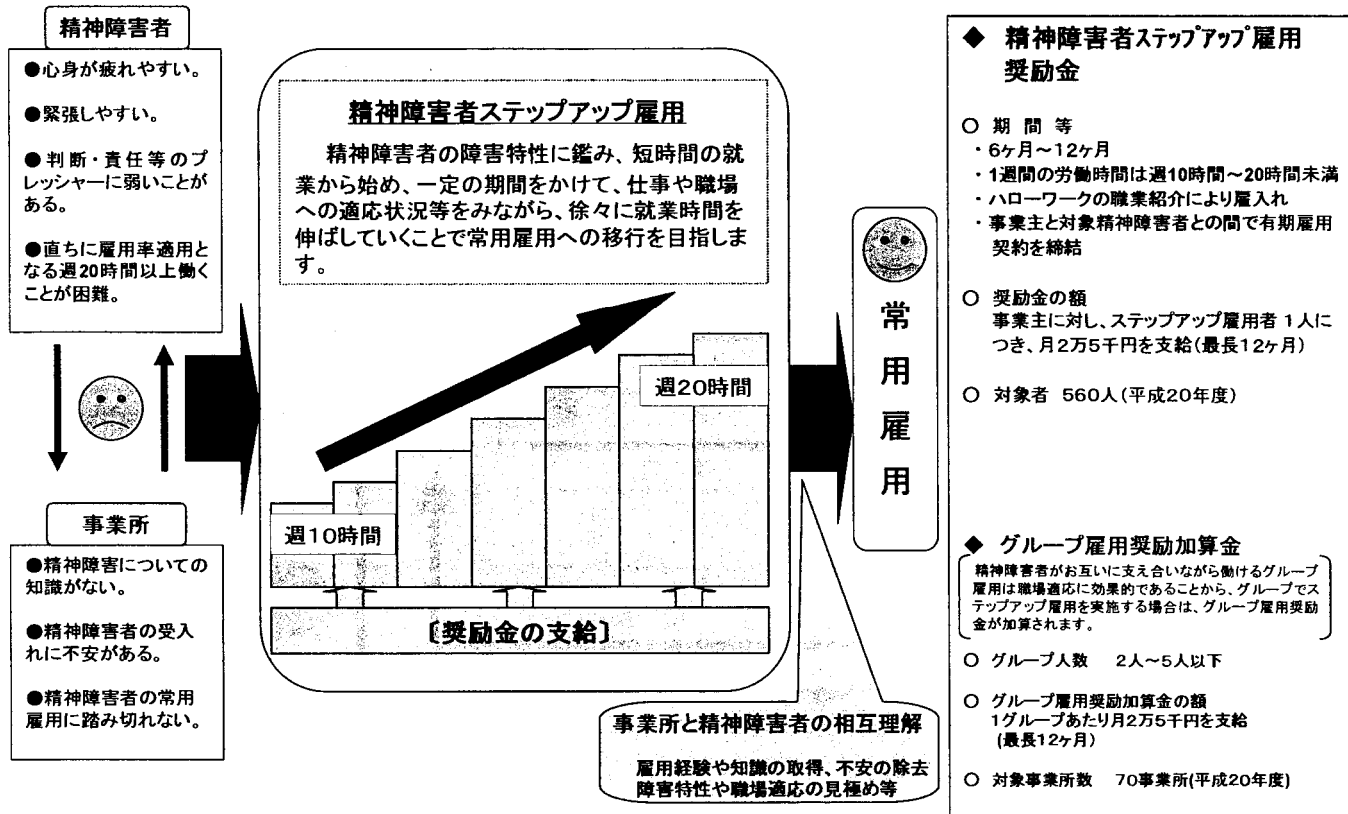 精神障害者
●心身が疲れやすい。
●緊張しやすい。
●判断・責任等のプ
レッシャーに弱いことが
ある。
●直ちに雇用率適用と
なる週20時間以上働く
ことが困難。
事業所
●精神障害についての
知識がない。
●精神障害者の受入
れに不安がある。
●精神障害者の常用
雇用に踏み切れない。
精神障害者ステップアップ雇用
精神障害者の障害特性に鑑み、短時間の就
業から始め、一定の期間をかけて、仕事や職場
への適応状況等をみながら、徐々に就業時間を
伸ばしていくことで常用雇用への移行を目指しま
す。
週10時間
週20時間
〔奨励金の支給〕
常用雇用
事業所と精神障害者の相互理解
雇用経験や知識の取得、不安の除去
障害特性や職場適応の見極め等
◆ 精神障害者ステップアップ雇用
奨励金
○ 期間等
・6ヶ月～12ヶ月
・1週間の労働時間は週10時間～20時間未満
・ハローワークの職業紹介により雇入れ
・事業主と対象精神障害者との間で有期雇用
契約を締結
○ 奨励金の額
事業主に対し、ステップアップ雇用者1人に
つき、月2万5千円を支給(最長12ヶ月)
○ 対象者 560人(平成20年度)
◆ グループ雇用奨励加算金
精神障害者がお互いに支え合いながら働けるグループ
雇用は職場適応に効果的であることから、グループでス
テップアップ雇用を実施する場合は、グループ雇用奨励
金が加算されます。
○ グループ人数 2人～5人以下
○ グループ雇用奨励加算金の額
1グループあたり月2万5千円を支給
(最長12ヶ月)
○ 対象事業所数 70事業所(平成20年度)